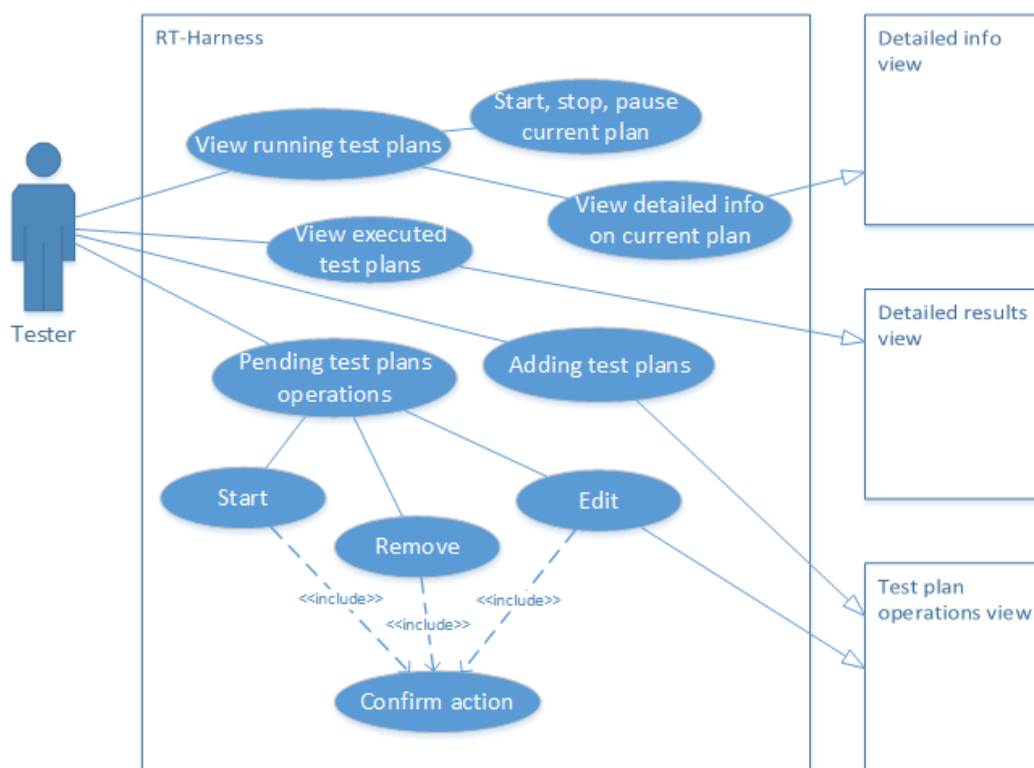 RT-Harness
Detailed info
view
Start, stop, pause
current plan
View running test plans
View detailed info
on current plan
View executed
test plans
Detailed results
view
Tester
Pending test plans
operations
Adding test plans
Start
Edit
Remove
Test plan
operations view
<<include>>
<<include>>
<<include>>
Confirm action